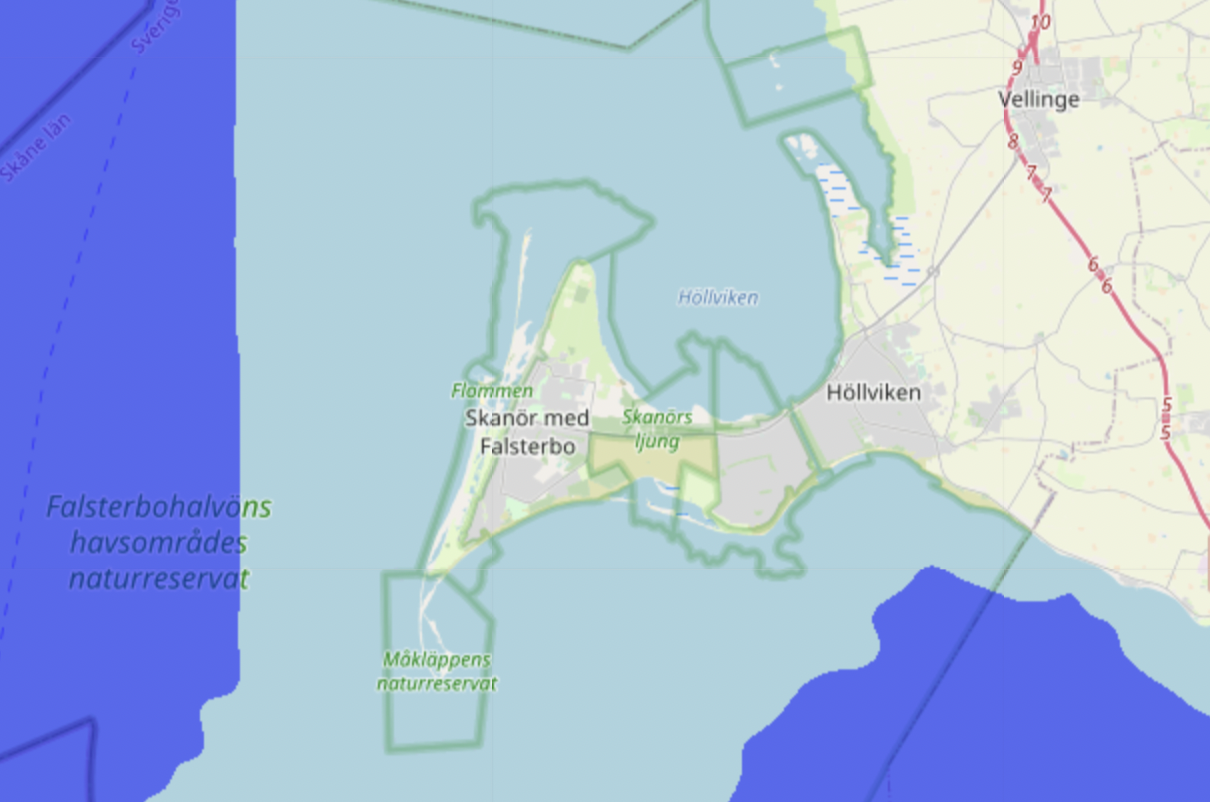 Sverige
10
9
Vellinge
Skåne län
8
7
7
6
6
Höllviken
Flommen
Skanör med
Falsterbo
Skanörs
ljung
Höllviken
5
5
Falsterbohalvöns
havsområdes
naturreservat
Måkläppens
naturreservat